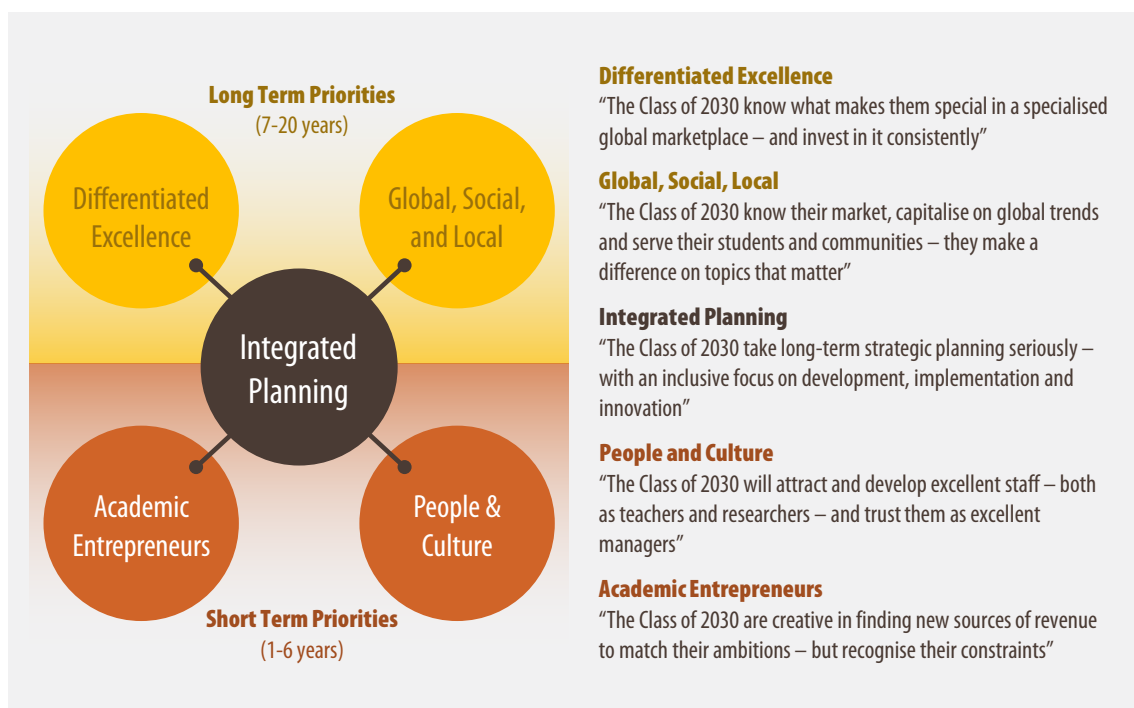 Long Term Priorities
(7-20 years)
Differentiated
Excellence
Global, Social,
and Local
Integrated
Planning
Academic
Entrepreneurs
People &
Culture
Short Term Priorities
(1-6 years)
Differentiated Excellence
“The Class of 2030 know what makes them special in a specialised
global marketplace – and invest in it consistently”
Global, Social, Local
“The Class of 2030 know their market, capitalise on global trends
and serve their students and communities – they make a
difference on topics that matter”
Integrated Planning
“The Class of 2030 take long-term strategic planning seriously –
with an inclusive focus on development, implementation and
innovation”
People and Culture
“The Class of 2030 will attract and develop excellent staff – both
as teachers and researchers – and trust them as excellent
managers”
Academic Entrepreneurs
“The Class of 2030 are creative in finding new sources of revenue
to match their ambitions – but recognise their constraints”